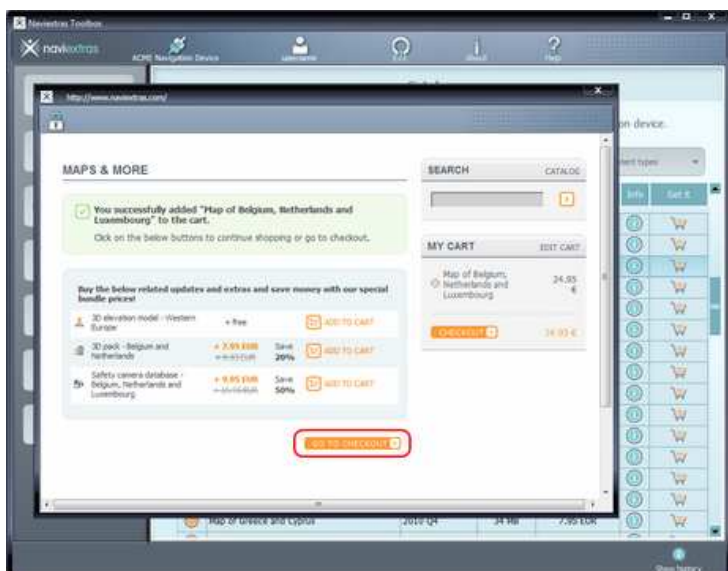 Naviextras Toolbox
naviextras
ACME Navigation Device
username
Exit
About
Help
on device.
Info
Get it
http://www.naviextras.com/
MAPS & MORE
You successfully added "Map of Belgium, Netherlands and
Luxembourg" to the cart.
Click on the below buttons to continue shopping or go to checkout.
Buy the below related updates and extras and save money with our special
bundle prices!
3D elevation model - Western
Europe
+ free
ADD TO CART
3D pack - Belgium and
Netherlands
+ 7.95 EUR
Save
20%
ADD TO CART
Safety camera database -
Belgium, Netherlands and
Luxembourg
Save
50%
ADD TO CART
GO TO CHECKOUT
SEARCH
CATALOG
MY CART
EDIT CART
Map of Belgium,
Netherlands and
Luxembourg
24.95
€
CHECKOUT
24.95 €
Map of Greece and Cyprus
2010 Q4
34 MB
7.95 EUR
Show history